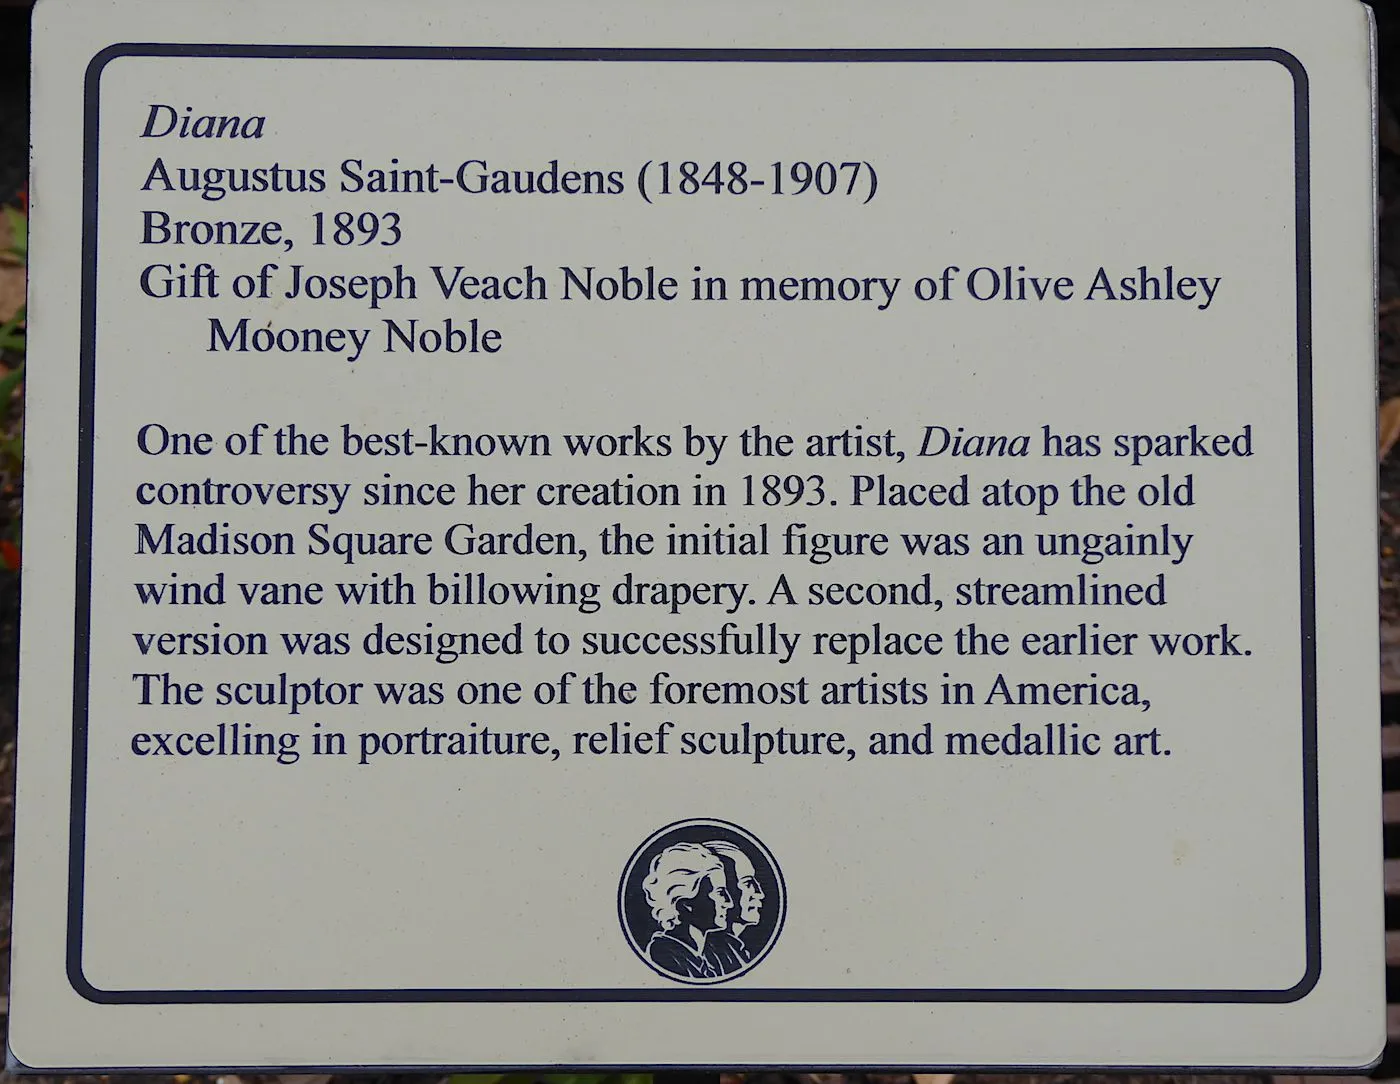 Diana
Augustus Saint-Gaudens (1848-1907)
Bronze, 1893
Gift of Joseph Veach Noble in memory of Olive Ashley
Mooney Noble
One of the best-known works by the artist, Diana has sparked
controversy since her creation in 1893. Placed atop the old
Madison Square Garden, the initial figure was an ungainly
wind vane with billowing drapery. A second, streamlined
version was designed to successfully replace the earlier work.
The sculptor was one of the foremost artists in America,
excelling in portraiture, relief sculpture, and medallic art.